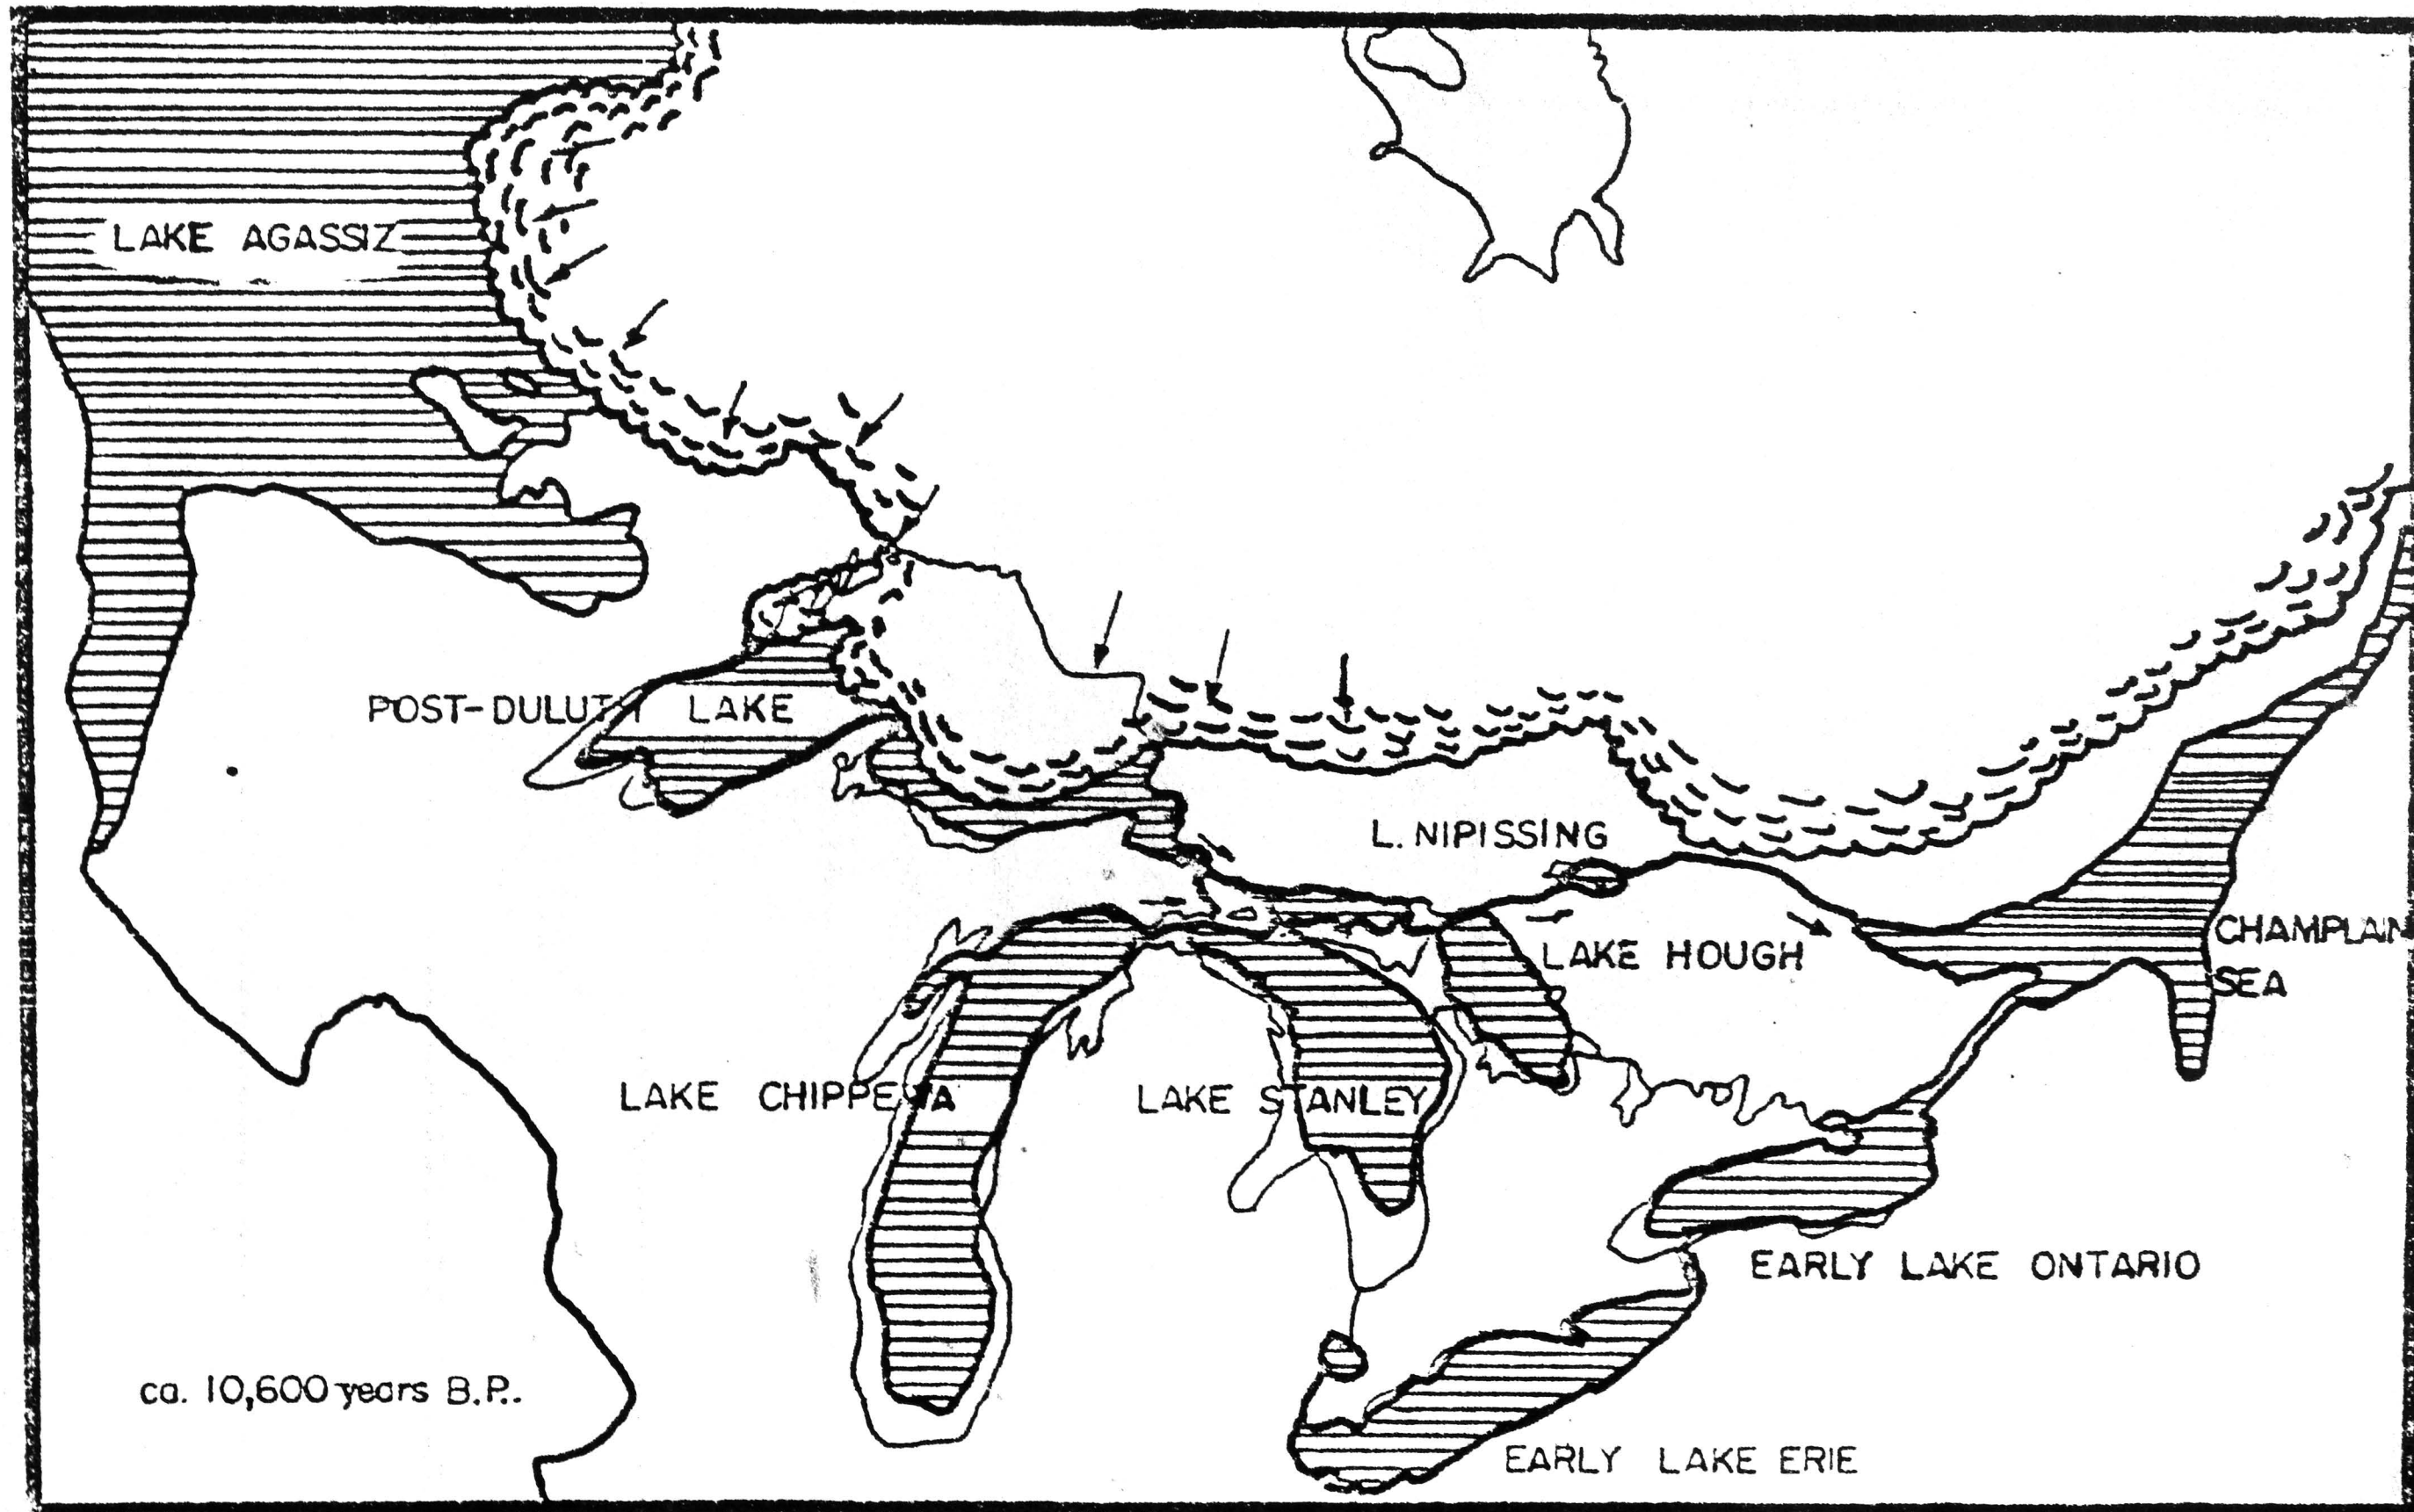 LAKE AGASSIZ
POST-DULUTH LAKE
L. NIPISSING
CHAMPLAIN
SEA
LAKE HOUGH
LAKE CHIPPEWA
LAKE STANLEY
EARLY LAKE ONTARIO
ca. 10,600 years B.P..
EARLY LAKE ERIE